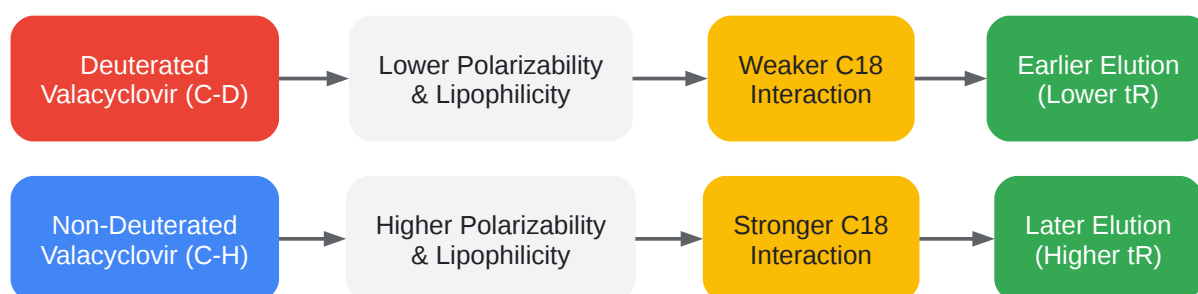 Deuterated
Valacyclovir (C-D)
Lower Polarizability
& Lipophilicity
Weaker C18
Interaction
Earlier Elution
(Lower tR)
Non-Deuterated
Valacyclovir (C-H)
Higher Polarizability
& Lipophilicity
Stronger C18
Interaction
Later Elution
(Higher tR)